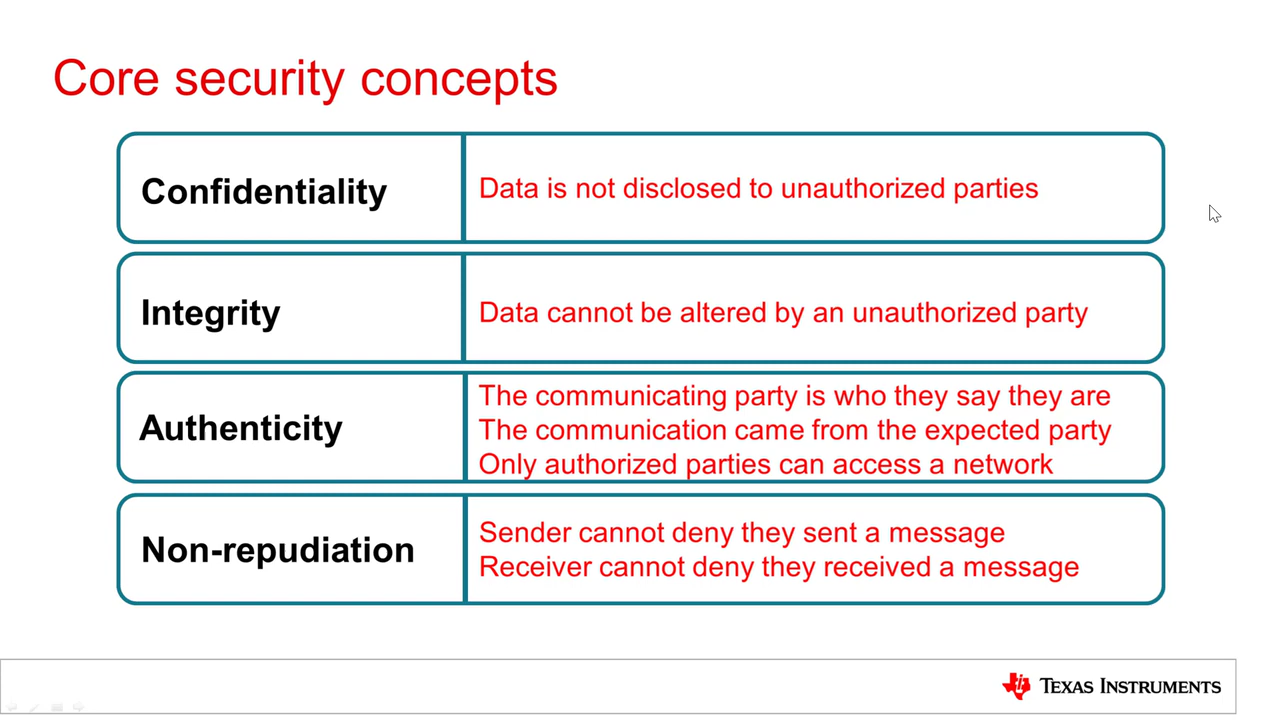 Core security concepts
Confidentiality
Data is not disclosed to unauthorized parties
Integrity
Data cannot be altered by an unauthorized party
Authenticity
The communicating party is who they say they are
The communication came from the expected party
Only authorized parties can access a network
Non-repudiation
Sender cannot deny they sent a message
Receiver cannot deny they received a message
Texas Instruments